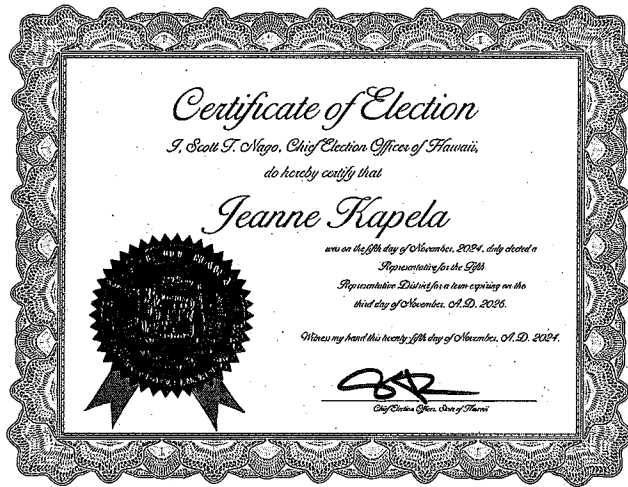 Certificate of Election
I, Scott T. Nago, Chief Election Officer of Hawaii,
do hereby certify that
Jeanne Kapela
was on the fifth day of November, 2024, duly elected a
Representative for the Fifth
Representative District for a term expiring on the
third day of November, A.D. 2026.
Witness my hand this twenty fifth day of November, A.D. 2024.
Chief Election Officer, State of Hawaii